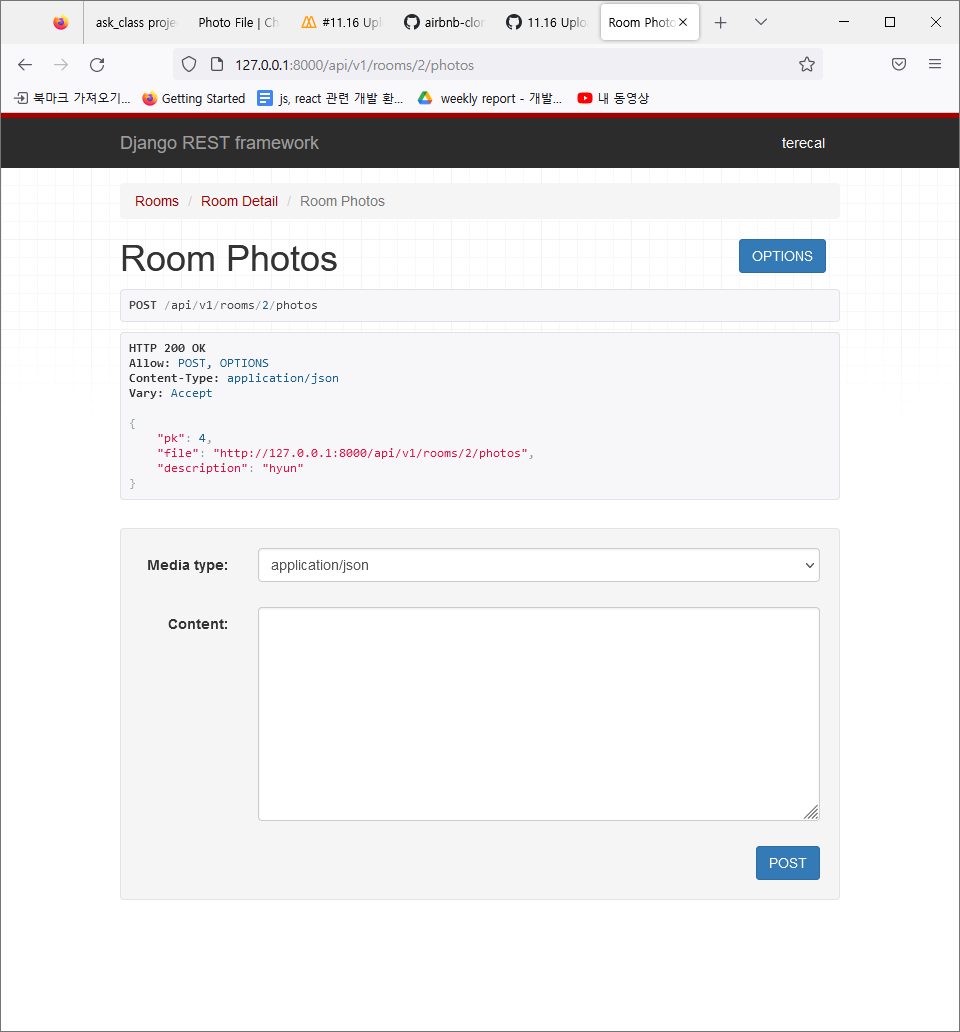 ask_class proje
Photo File | Ch
#11.16 Uplo
airbnb-clon
11.16 Uploa
Room Photo
127.0.0.1:8000/api/v1/rooms/2/photos
북마크 가져오기... Getting Started js, react 관련 개발 환... weekly report - 개발... 내 동영상
Django REST framework
terecal
Rooms / Room Detail / Room Photos
Room Photos
OPTIONS
POST /api/v1/rooms/2/photos
HTTP 200 OK
Allow: POST, OPTIONS
Content-Type: application/json
Vary: Accept
{
"pk": 4,
"file": "http://127.0.0.1:8000/api/v1/rooms/2/photos",
"description": "hyun"
}
Media type: application/json
Content:
POST